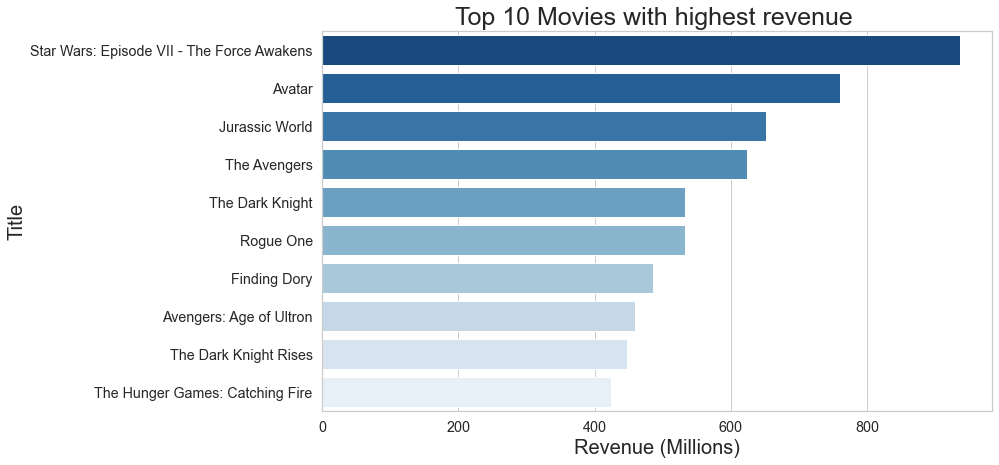 Top 10 Movies with highest revenue
Star Wars: Episode VII - The Force Awakens
Avatar
Jurassic World
The Avengers
The Dark Knight
Rogue One
Finding Dory
Avengers: Age of Ultron
The Dark Knight Rises
The Hunger Games: Catching Fire
Title
0 200 400 600 800
Revenue (Millions)